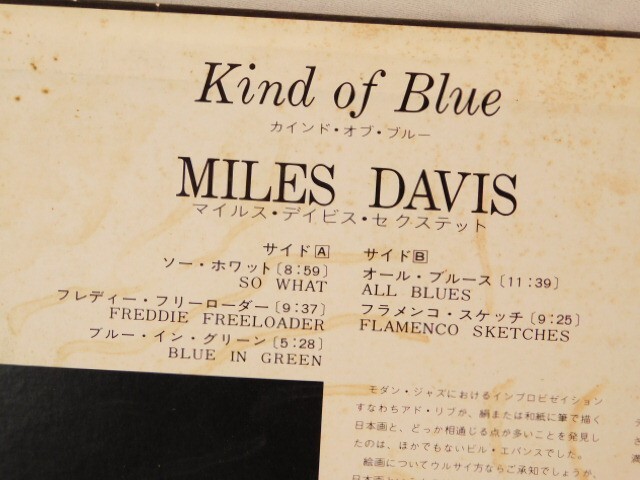 Kind of Blue
カインド・オブ・ブルー
MILES DAVIS
マイルス・デイビス・セクステット
サイドA
ソー・ホワット〔8:59〕
SO WHAT
フレディー・フリーローダー〔9:37〕
FREDDIE FREELOADER
ブルー・イン・グリーン〔5:28〕
BLUE IN GREEN
サイドB
オール・ブルース〔11:39〕
ALL BLUES
フラメンコ・スケッチ〔9:25〕
FLAMENCO SKETCHES
モダン・ジャズにおけるインプロビゼイション
すなわちアド・リブが、絹または和紙に筆で描く
日本画と、どっか相通じる点が多いことを発見し
たのは、ほかでもないビル・エバンスでした。
絵画についてウルサイ方ならご承知でしょうが、